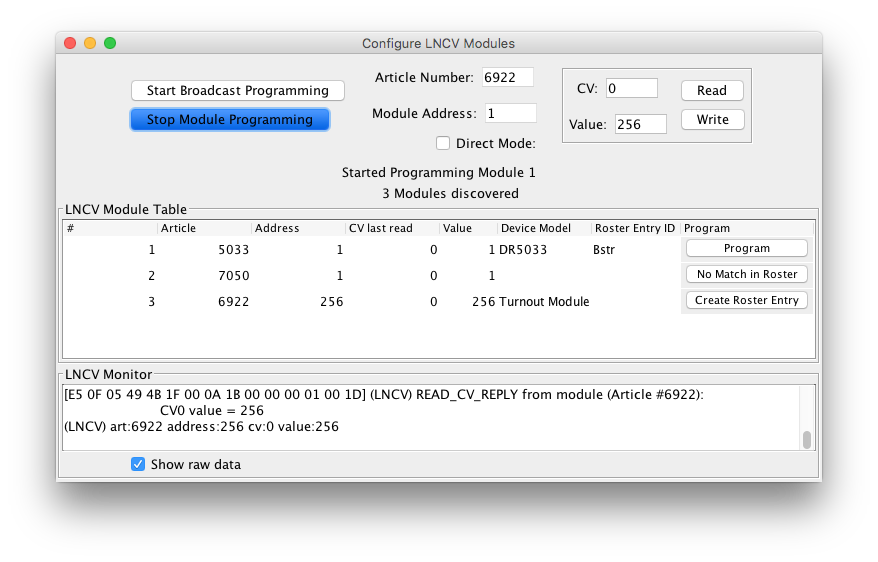 Configure LNCV Modules
Start Broadcast Programming
Stop Module Programming
Article Number: 6922
Module Address: 1
Direct Mode:
CV: 0
Read
Value: 256
Write
Started Programming Module 1
3 Modules discovered
LNCV Module Table
# Article Address CV last read Value Device Model Roster Entry ID Program
1 5033 1 0 1 DR5033 Bstr Program
2 7050 1 0 1 No Match in Roster
3 6922 256 0 256 Turnout Module Create Roster Entry
LNCV Monitor
[E5 0F 05 49 4B 1F 00 0A 1B 00 00 00 01 00 1D] (LNCV) READ_CV_REPLY from module (Article #6922):
CV0 value = 256
(LNCV) art:6922 address:256 cv:0 value:256
Show raw data